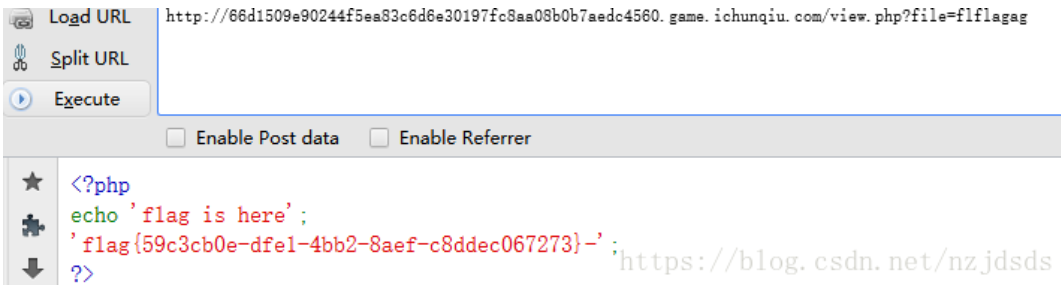 Load URL
http://66d1509e90244f5ea83c6d6e30197fc8aa08b0b7aedc4560.game.ichunqiu.com/view.php?file=flflagag
Split URL
Execute
Enable Post data Enable Referrer
<?php
echo 'flag is here';
'flag{59c3cb0e-dfe1-4bb2-8aef-c8ddec067273}-';
?>
https://blog.csdn.net/nzjdsds